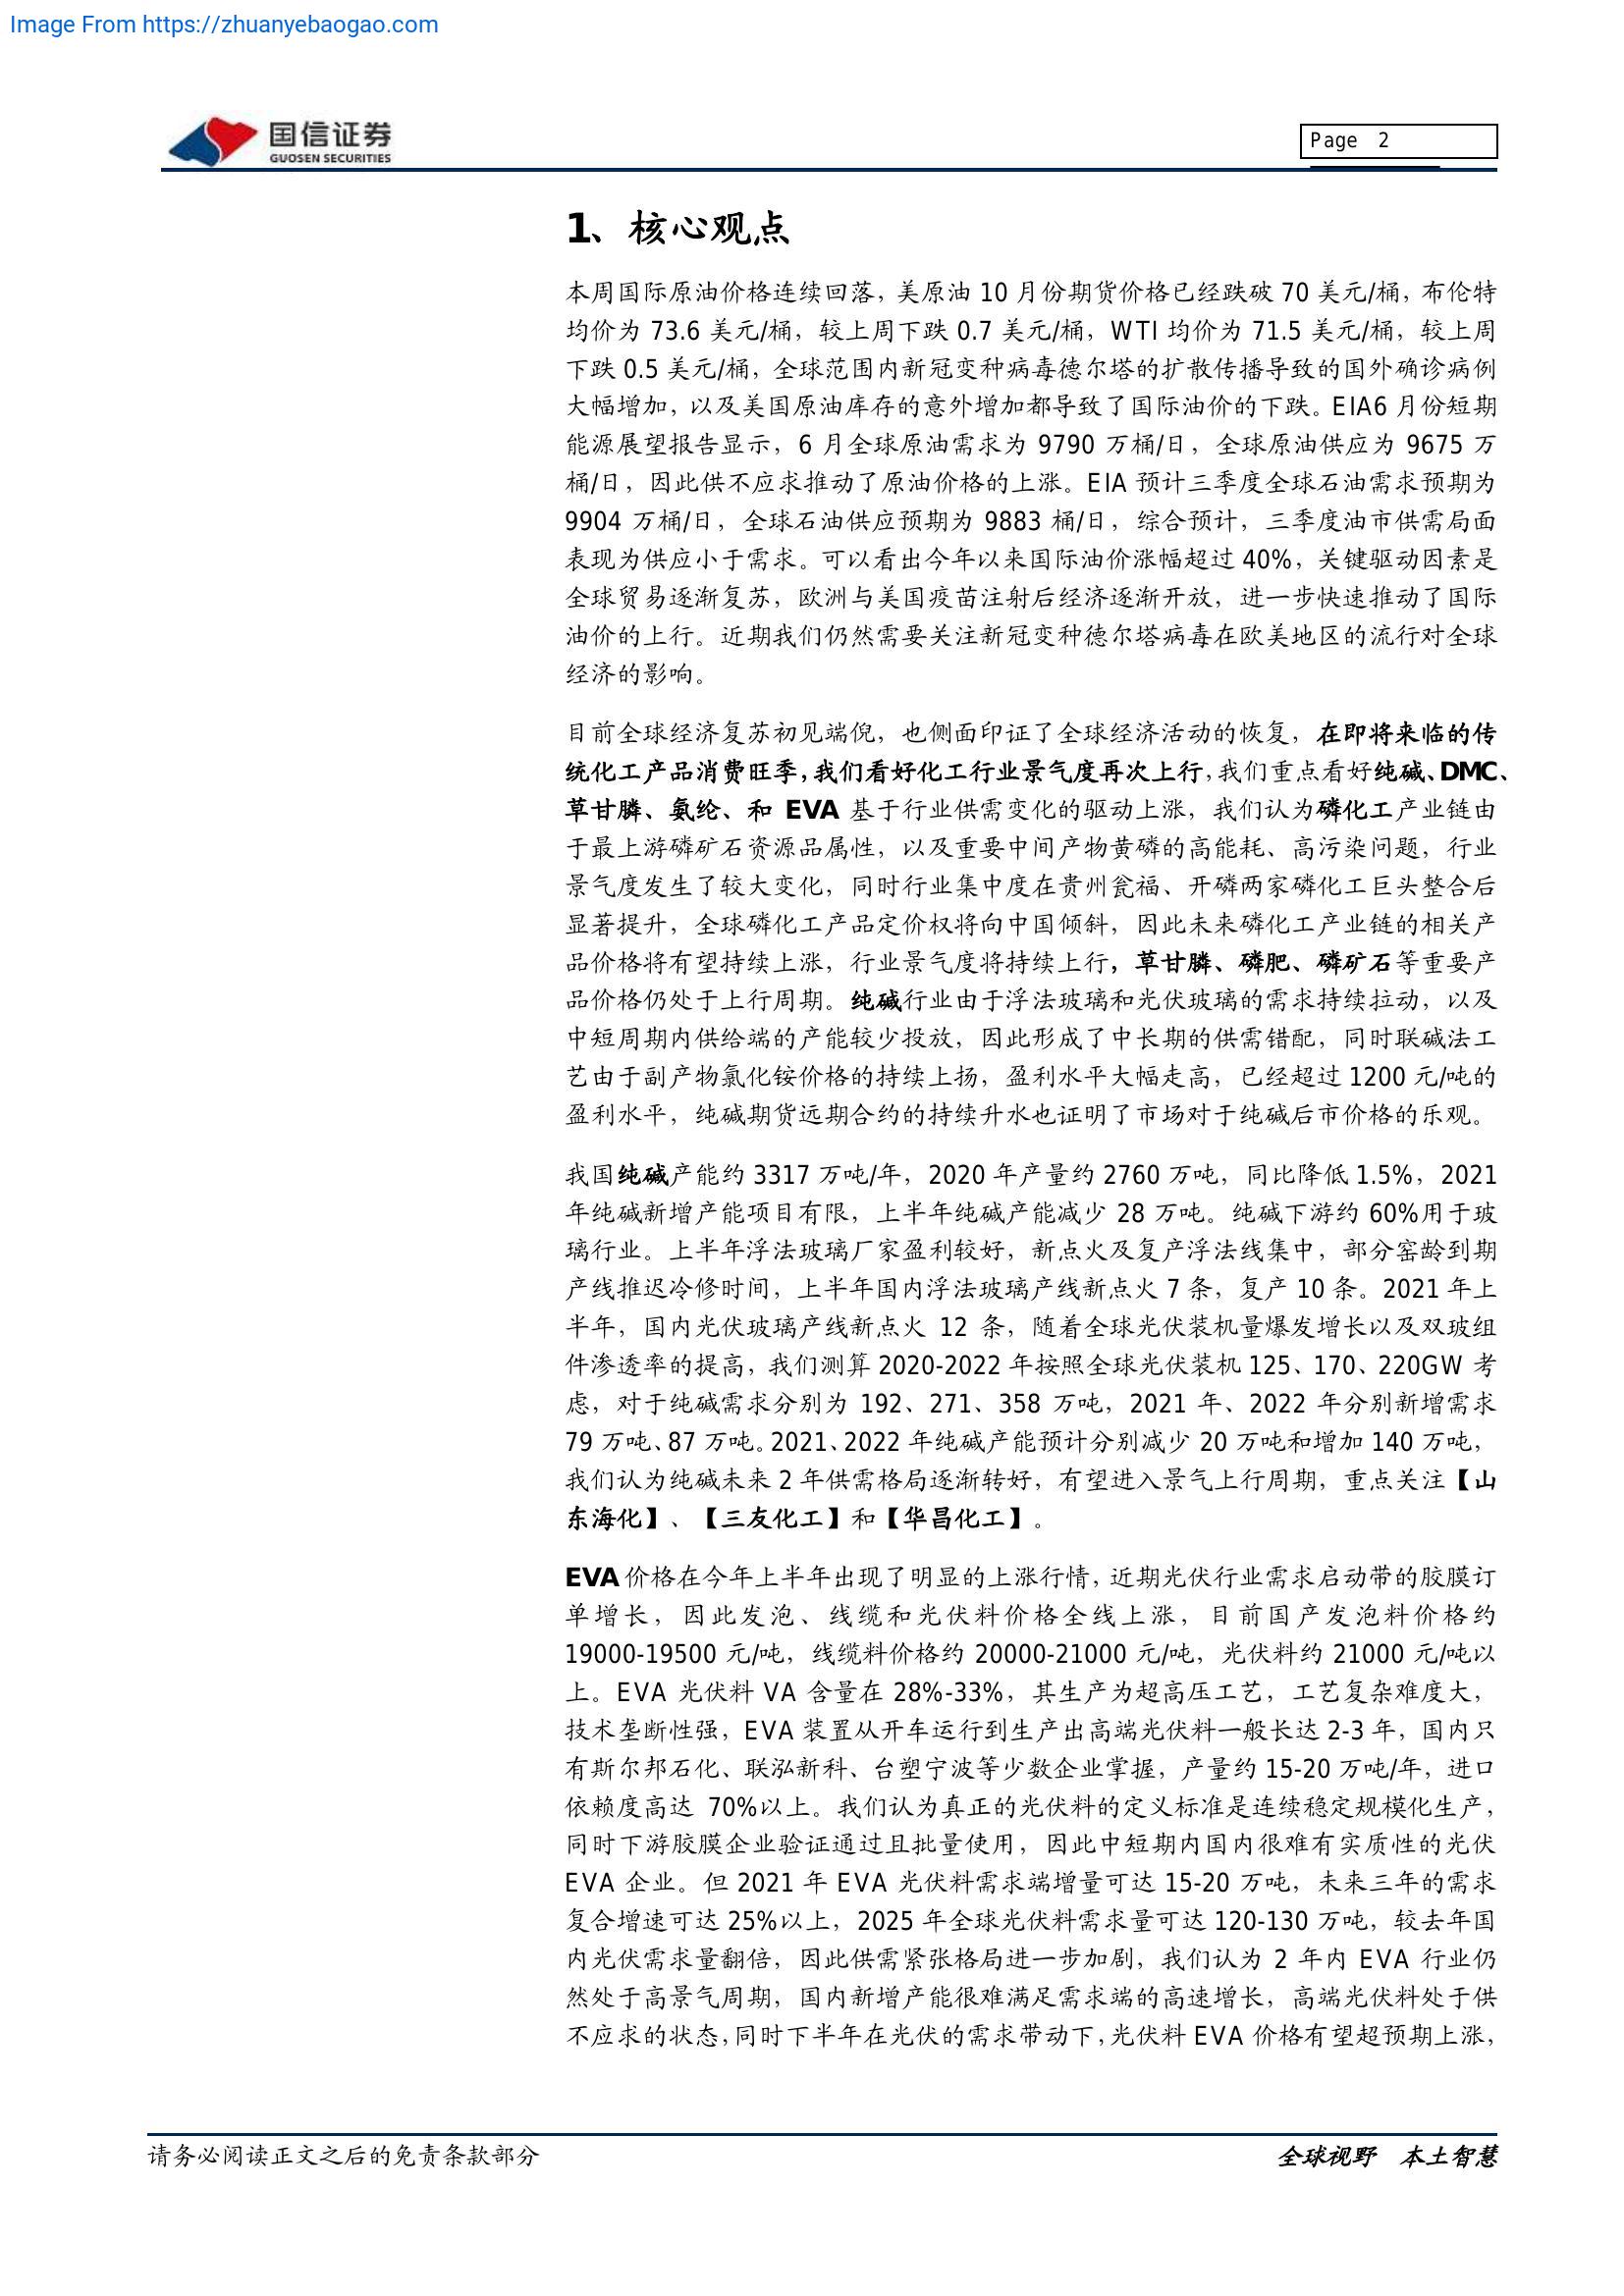 Image From https://zhuanyebaogao.com
国信证券
GUOSEN SECURITIES
Page 2
1、核心观点
本周国际原油价格连续回落，美原油 10 月份期货价格已经跌破 70 美元/桶，布伦特
均价为 73.6 美元/桶，较上周下跌 0.7 美元/桶，WTI 均价为 71.5 美元/桶，较上周
下跌 0.5 美元/桶，全球范围内新冠变种病毒德尔塔的扩散传播导致的国外确诊病例
大幅增加，以及美国原油库存的意外增加都导致了国际油价的下跌。EIA6 月份短期
能源展望报告显示，6 月全球原油需求为 9790 万桶/日，全球原油供应为 9675 万
桶/日，因此供不应求推动了原油价格的上涨。EIA 预计三季度全球石油需求预期为
9904 万桶/日，全球石油供应预期为 9883 桶/日，综合预计，三季度油市供需局面
表现为供应小于需求。可以看出今年以来国际油价涨幅超过 40%，关键驱动因素是
全球贸易逐渐复苏，欧洲与美国疫苗注射后经济逐渐开放，进一步快速推动了国际
油价的上行。近期我们仍然需要关注新冠变种德尔塔病毒在欧美地区的流行对全球
经济的影响。
目前全球经济复苏初见端倪，也侧面印证了全球经济活动的恢复，在即将来临的传
统化工产品消费旺季，我们看好化工行业景气度再次上行，我们重点看好纯碱、DMC、
草甘膦、氨纶、和 EVA 基于行业供需变化的驱动上涨，我们认为磷化工产业链由
于最上游磷矿石资源品属性，以及重要中间产物黄磷的高能耗、高污染问题，行业
景气度发生了较大变化，同时行业集中度在贵州瓮福、开磷两家磷化工巨头整合后
显著提升，全球磷化工产品定价权将向中国倾斜，因此未来磷化工产业链的相关产
品价格将有望持续上涨，行业景气度将持续上行，草甘膦、磷肥、磷矿石等重要产
品价格仍处于上行周期。纯碱行业由于浮法玻璃和光伏玻璃的需求持续拉动，以及
中短周期内供给端的产能较少投放，因此形成了中长期的供需错配，同时联碱法工
艺由于副产物氯化铵价格的持续上扬，盈利水平大幅走高，已经超过 1200 元/吨的
盈利水平，纯碱期货远期合约的持续升水也证明了市场对于纯碱后市价格的乐观。
我国纯碱产能约 3317 万吨/年，2020 年产量约 2760 万吨，同比降低 1.5%，2021
年纯碱新增产能项目有限，上半年纯碱产能减少 28 万吨。纯碱下游约 60%用于玻
璃行业。上半年浮法玻璃厂家盈利较好，新点火及复产浮法线集中，部分窑龄到期
产线推迟冷修时间，上半年国内浮法玻璃产线新点火 7 条，复产 10 条。2021 年上
半年，国内光伏玻璃产线新点火 12 条，随着全球光伏装机量爆发增长以及双玻组
件渗透率的提高，我们测算 2020-2022 年按照全球光伏装机 125、170、220GW 考
虑，对于纯碱需求分别为 192、271、358 万吨，2021 年、2022 年分别新增需求
79 万吨、87 万吨。2021、2022 年纯碱产能预计分别减少 20 万吨和增加 140 万吨，
我们认为纯碱未来 2 年供需格局逐渐转好，有望进入景气上行周期，重点关注【山
东海化】、【三友化工】和【华昌化工】。
EVA 价格在今年上半年出现了明显的上涨行情，近期光伏行业需求启动带的胶膜订
单增长，因此发泡、线缆和光伏料价格全线上涨，目前国产发泡料价格约
19000-19500 元/吨，线缆料价格约 20000-21000 元/吨，光伏料约 21000 元/吨以
上。EVA 光伏料 VA 含量在 28%-33%，其生产为超高压工艺，工艺复杂难度大，
技术垄断性强，EVA 装置从开车运行到生产出高端光伏料一般长达 2-3 年，国内只
有斯尔邦石化、联泓新科、台塑宁波等少数企业掌握，产量约 15-20 万吨/年，进口
依赖度高达 70%以上。我们认为真正的光伏料的定义标准是连续稳定规模化生产，
同时下游胶膜企业验证通过且批量使用，因此中短期内国内很难有实质性的光伏
EVA 企业。但 2021 年 EVA 光伏料需求端增量可达 15-20 万吨，未来三年的需求
复合增速可达 25%以上，2025 年全球光伏料需求量可达 120-130 万吨，较去年国
内光伏需求量翻倍，因此供需紧张格局进一步加剧，我们认为 2 年内 EVA 行业仍
然处于高景气周期，国内新增产能很难满足需求端的高速增长，高端光伏料处于供
不应求的状态，同时下半年在光伏的需求带动下，光伏料 EVA 价格有望超预期上涨，
请务必阅读正文之后的免责条款部分
全球视野 本土智慧